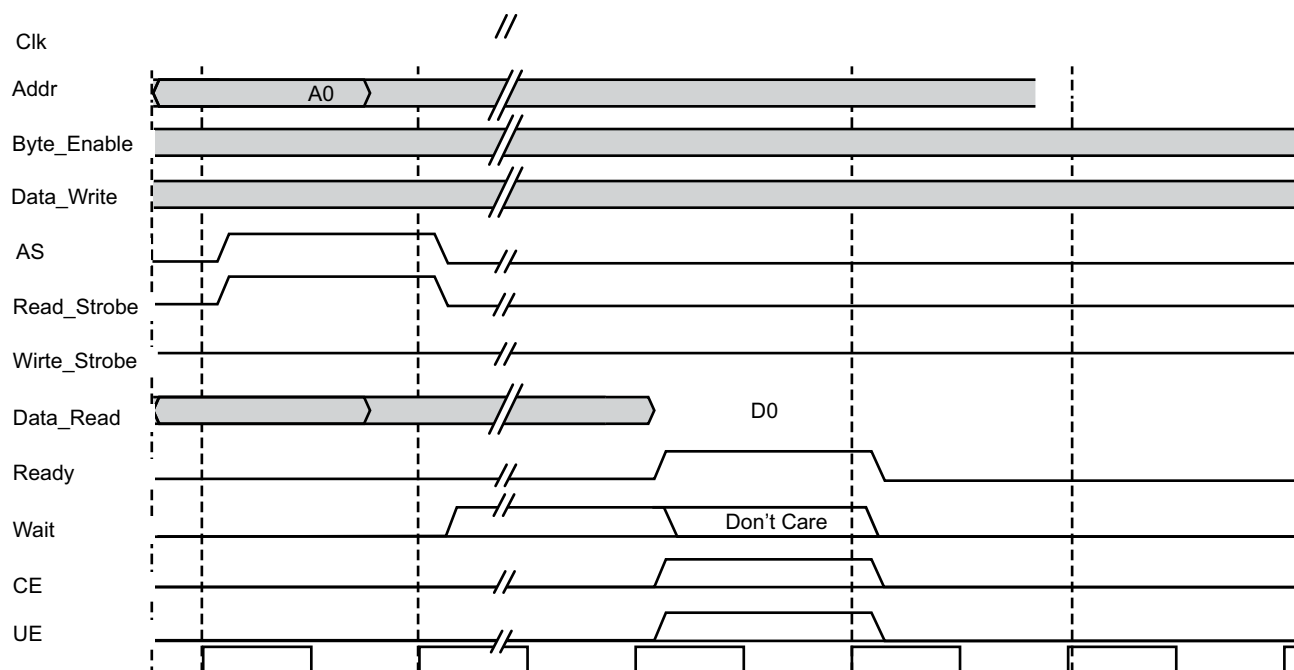 Clk
Addr
A0
Byte_Enable
Data_Write
AS
Read_Strobe
Wirte_Strobe
Data_Read
D0
Ready
Wait
Don't Care
CE
UE